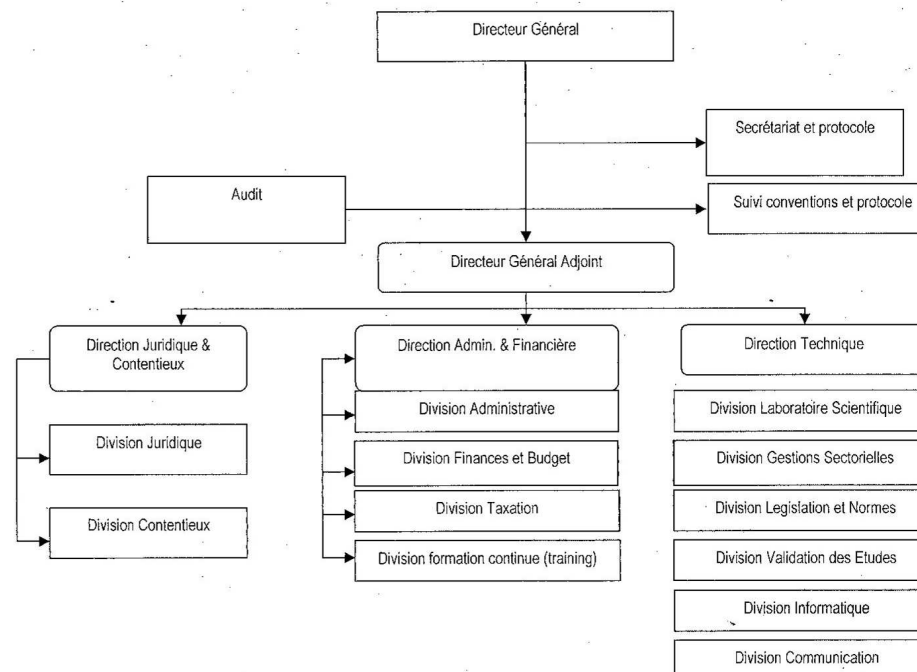 Directeur Général
Secrétariat et protocole
Audit
Suivi conventions et protocole
Directeur Général Adjoint
Direction Juridique &
Contentieux
Division Juridique
Division Contentieux
Direction Admin. & Financière
Division Administrative
Division Finances et Budget
Division Taxation
Division formation continue (training)
Direction Technique
Division Laboratoire Scientifique
Division Gestions Sectorielles
Division Legislation et Normes
Division Validation des Etudes
Division Informatique
Division Communication